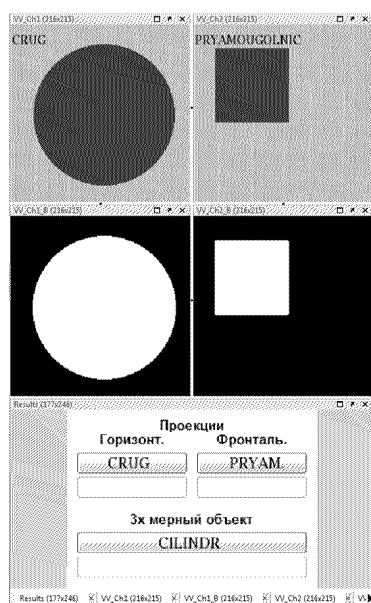 VV_Ch1 (216x215)
VV_Ch2 (216x215)
CRUG
PRYAMOUGOLNIC
VV_Ch1_B (216x215)
VV_Ch2_B (216x215)
Results (177x246)
Проекции
Горизонт. Фронталь.
CRUG PRYAM.
3х мерный объект
CILINDR
Results (177x246) VV_Ch1 (216x215) VV_Ch1_B (216x215) VV_Ch2 (216x215)